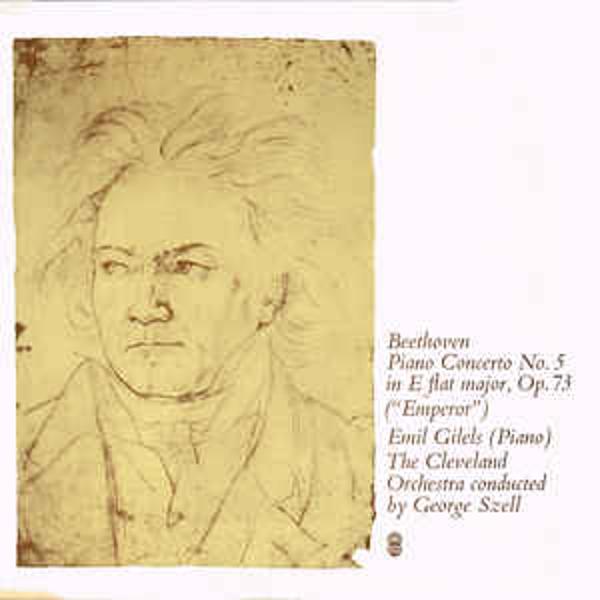 Beethoven
Piano Concerto No. 5
in E flat major, Op. 73
("Emperor")
Emil Gilels (Piano)
The Cleveland
Orchestra conducted
by George Szell